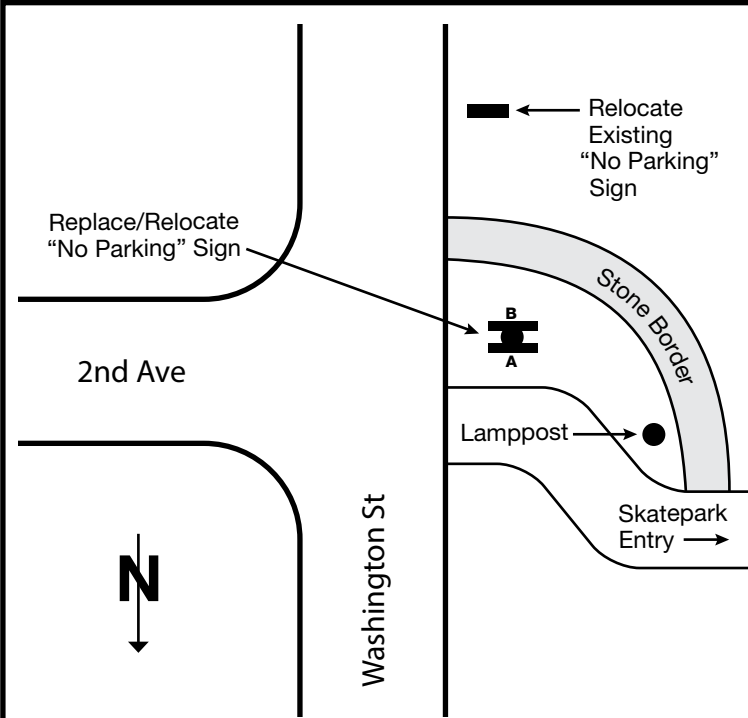 Relocate
Existing
“No Parking”
Sign
Replace/Relocate
“No Parking” Sign
Stone Border
B
A
2nd Ave
Lamppost
Skatepark
Entry
Washington St
N